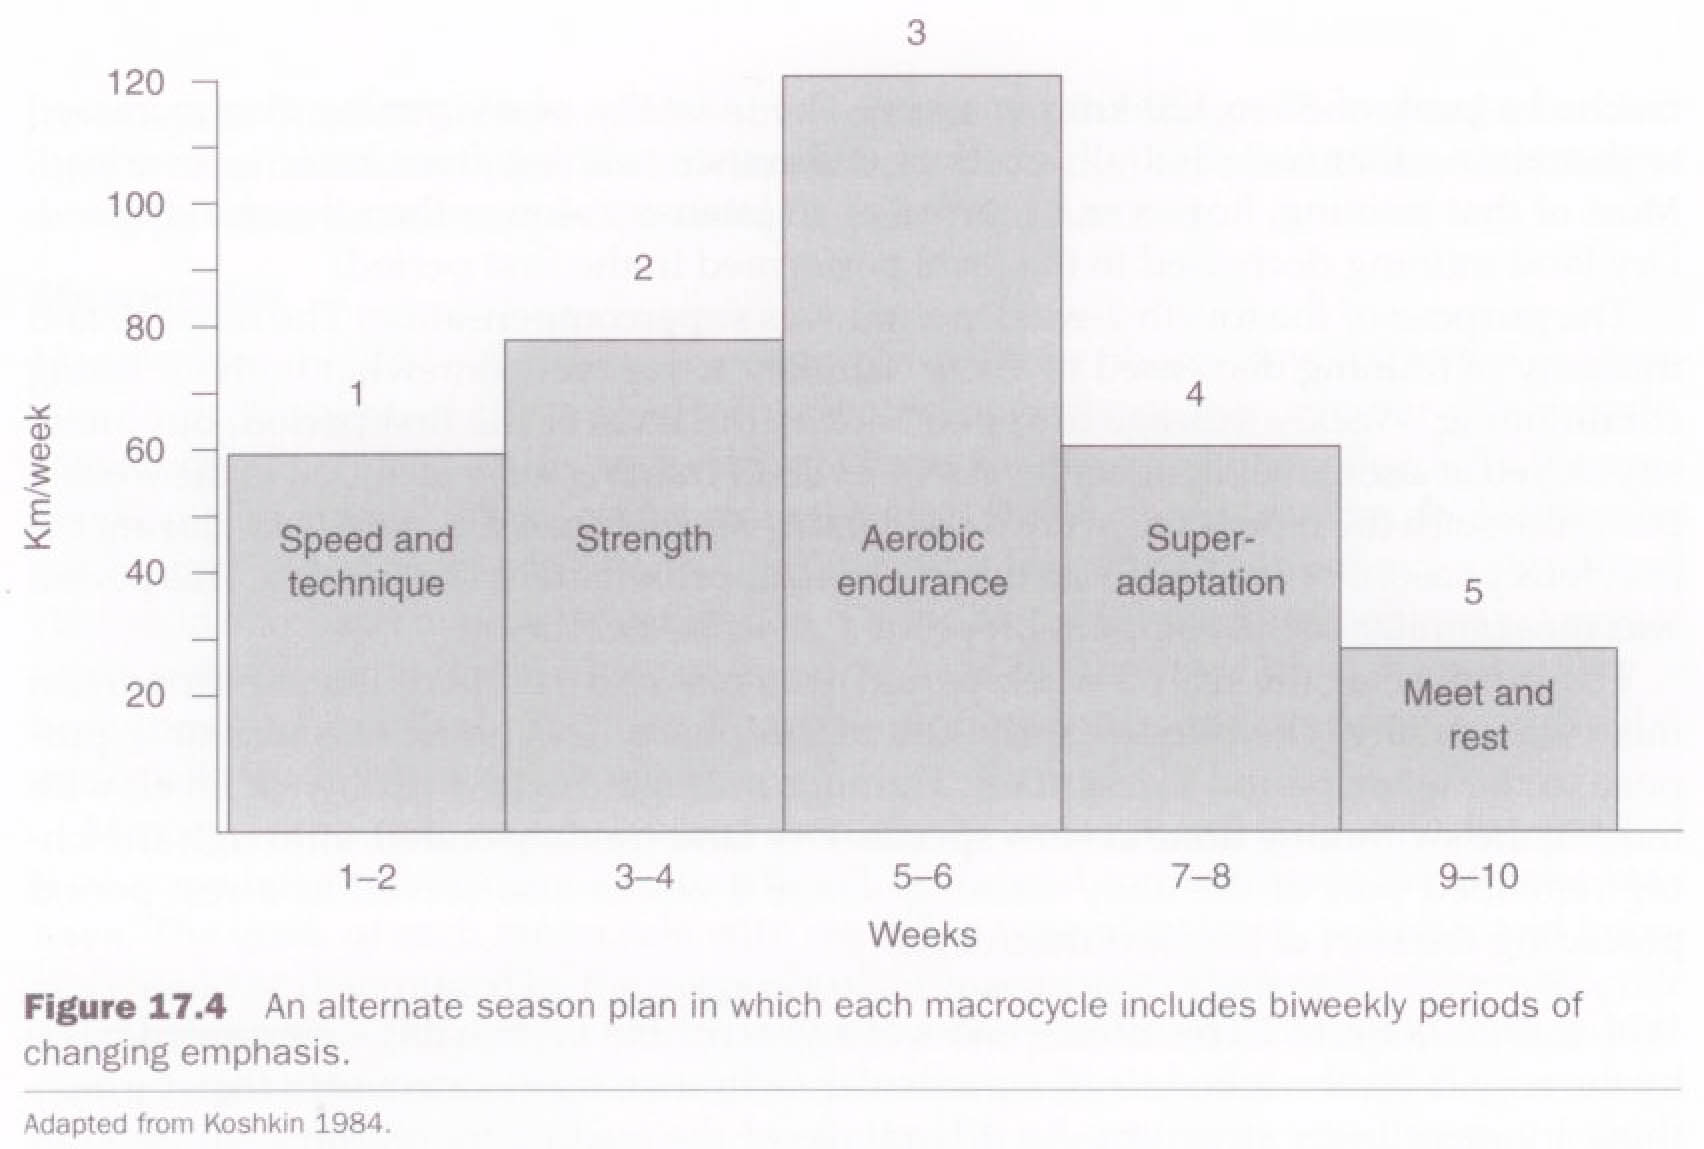 3
120
100
2
80
1
4
60
Km/week
Speed and
technique
Strength
Aerobic
endurance
Super-
adaptation
40
5
20
Meet and
rest
1–2
3–4
5–6
7–8
9–10
Weeks
Figure 17.4 An alternate season plan in which each macrocycle includes biweekly periods of
changing emphasis.
Adapted from Koshkin 1984.